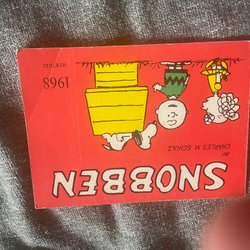 SNOBBEN
AV
CHARLES M SCHULZ
1968